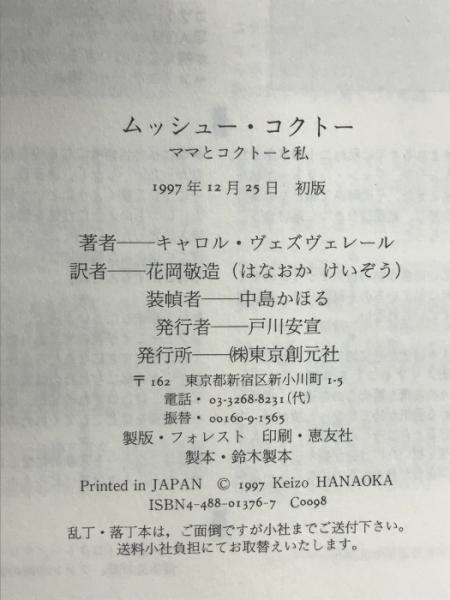 ムッシュー・コクトー
ママとコクトーと私
1997年12月25日　初版
著者──キャロル・ヴェズヴェレール
訳者──花岡敬造（はなおか けいぞう）
装幀者──中島かほる
発行者──戸川安宣
発行所──㈱東京創元社
〒162　東京都新宿区新小川町1-5
電話・03-3268-8231(代)
振替・00160-9-1565
製版・フォレスト　印刷・恵友社
製本・鈴木製本
Printed in JAPAN　©　1997 Keizo HANAOKA
ISBN4-488-01376-7　C0098
乱丁・落丁本は，ご面倒ですが小社までご送付下さい。
送料小社負担にてお取替えいたします。